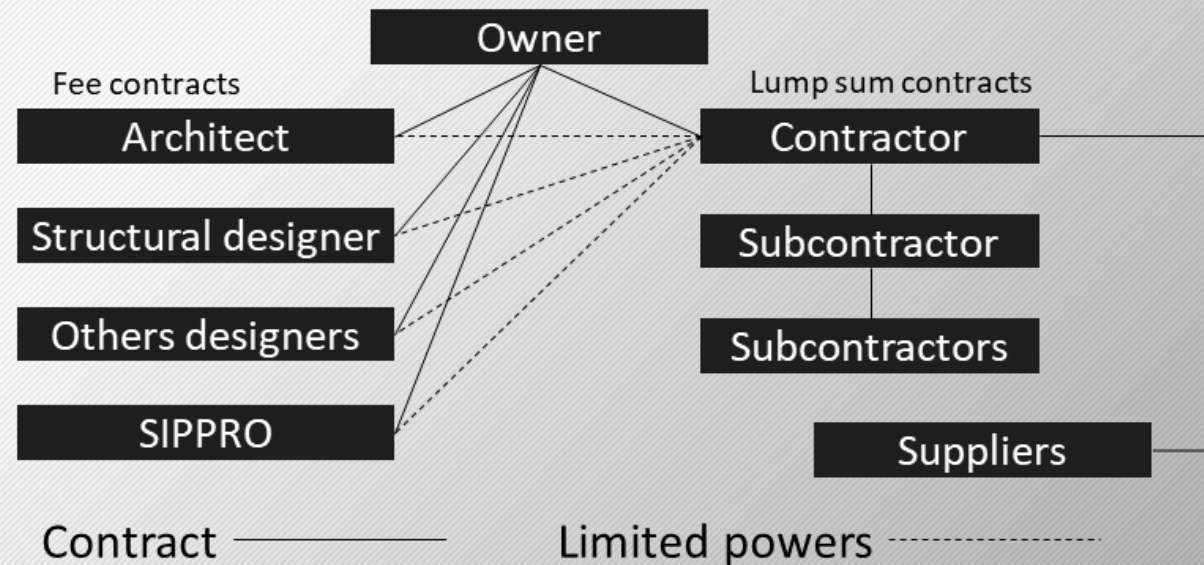 Owner
Fee contracts
Lump sum contracts
Architect
Contractor
Structural designer
Subcontractor
Others designers
Subcontractors
SIPPRO
Suppliers
Contract
Limited powers